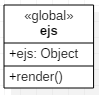 «global»
ejs
+ejs: Object
+render()